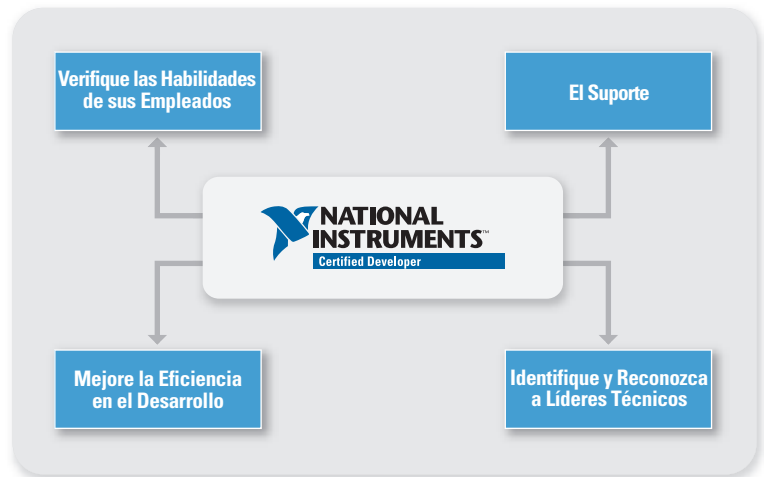 Verifique las Habilidades
de sus Empleados
El Suporte
NATIONAL
INSTRUMENTS™
Certified Developer
Mejore la Eficiencia
en el Desarrollo
Identifique y Reconozca
a Líderes Técnicos